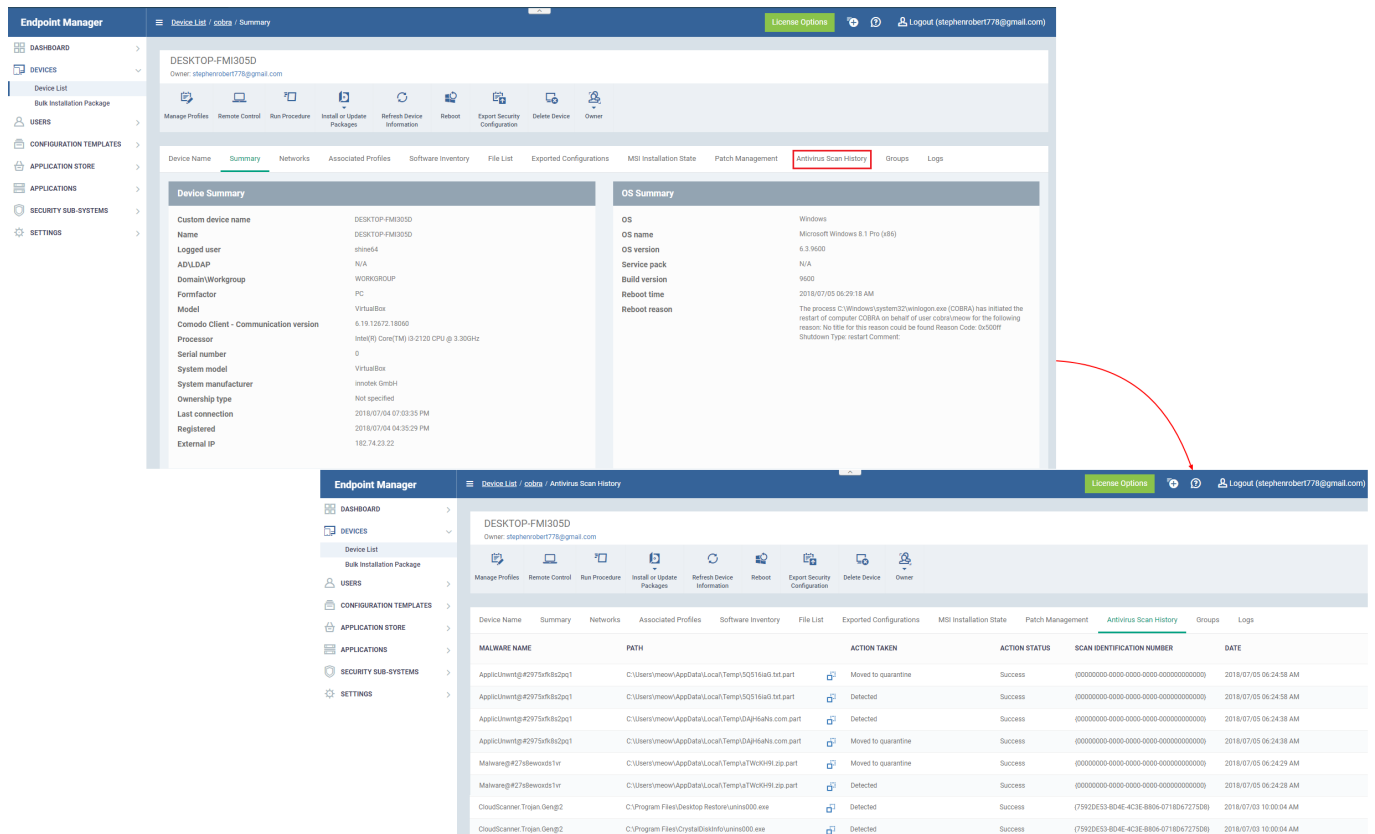 Endpoint Manager
Device List / cobra / Summary
License Options
Logout (stephenrobert778@gmail.com)
DASHBOARD
DEVICES
Device List
Bulk Installation Package
USERS
CONFIGURATION TEMPLATES
APPLICATION STORE
APPLICATIONS
SECURITY SUB-SYSTEMS
SETTINGS
DESKTOP-FMI305D
Owner: stephenrobert778@gmail.com
Manage Profiles Remote Control Run Procedure Install or Update Packages Refresh Device Information Reboot Export Security Configuration Delete Device Owner
Device Name Summary Networks Associated Profiles Software Inventory File List Exported Configurations MSI Installation State Patch Management Antivirus Scan History Groups Logs
Device Summary
Custom device name DESKTOP-FMI305D
Name DESKTOP-FMI305D
Logged user shine64
AD\LDAP N/A
Domain\Workgroup WORKGROUP
Formfactor PC
Model VirtualBox
Comodo Client - Communication version 6.19.12672.18060
Processor Intel(R) Core(TM) i3-2120 CPU @ 3.30GHz
Serial number 0
System model VirtualBox
System manufacturer innotek GmbH
Ownership type Not specified
Last connection 2018/07/04 07:03:35 PM
Registered 2018/07/04 04:35:29 PM
External IP 182.74.23.22
OS Summary
OS Windows
OS name Microsoft Windows 8.1 Pro (x86)
OS version 6.3.9600
Service pack N/A
Build version 9600
Reboot time 2018/07/05 06:29:18 AM
Reboot reason The process C:\Windows\system32\winlogon.exe (COBRA) has initiated the
restart of computer COBRA on behalf of user cobra\meow for the following
reason: No title for this reason could be found Reason Code: 0x500ff
Shutdown Type: restart Comment:
Endpoint Manager
Device List / cobra / Antivirus Scan History
License Options
Logout (stephenrobert778@gmail.com)
DASHBOARD
DEVICES
Device List
Bulk Installation Package
USERS
CONFIGURATION TEMPLATES
APPLICATION STORE
APPLICATIONS
SECURITY SUB-SYSTEMS
SETTINGS
DESKTOP-FMI305D
Owner: stephenrobert778@gmail.com
Manage Profiles Remote Control Run Procedure Install or Update Packages Refresh Device Information Reboot Export Security Configuration Delete Device Owner
Device Name Summary Networks Associated Profiles Software Inventory File List Exported Configurations MSI Installation State Patch Management Antivirus Scan History Groups Logs
MALWARE NAME PATH ACTION TAKEN ACTION STATUS SCAN IDENTIFICATION NUMBER DATE
ApplicUnwnt@#2975xfk8s2pq1 C:\Users\meow\AppData\Local\Temp\5Q516iaG.txt.part Moved to quarantine Success {00000000-0000-0000-0000-000000000000} 2018/07/05 06:24:58 AM
ApplicUnwnt@#2975xfk8s2pq1 C:\Users\meow\AppData\Local\Temp\5Q516iaG.txt.part Detected Success {00000000-0000-0000-0000-000000000000} 2018/07/05 06:24:58 AM
ApplicUnwnt@#2975xfk8s2pq1 C:\Users\meow\AppData\Local\Temp\DAjH6aNs.com.part Detected Success {00000000-0000-0000-0000-000000000000} 2018/07/05 06:24:38 AM
ApplicUnwnt@#2975xfk8s2pq1 C:\Users\meow\AppData\Local\Temp\DAjH6aNs.com.part Moved to quarantine Success {00000000-0000-0000-0000-000000000000} 2018/07/05 06:24:38 AM
Malware@#27s8ewoxds1vr C:\Users\meow\AppData\Local\Temp\aTWcKH9I.zip.part Moved to quarantine Success {00000000-0000-0000-0000-000000000000} 2018/07/05 06:24:29 AM
Malware@#27s8ewoxds1vr C:\Users\meow\AppData\Local\Temp\aTWcKH9I.zip.part Detected Success {00000000-0000-0000-0000-000000000000} 2018/07/05 06:24:28 AM
CloudScanner.Trojan.Gen@2 C:\Program Files\Desktop Restore\unins000.exe Detected Success {7592DE53-BD4E-4C3E-B806-0718D67275D8} 2018/07/03 10:00:04 AM
CloudScanner.Trojan.Gen@2 C:\Program Files\CrystalDiskInfo\unins000.exe Detected Success {7592DE53-BD4E-4C3E-B806-0718D67275D8} 2018/07/03 10:00:04 AM